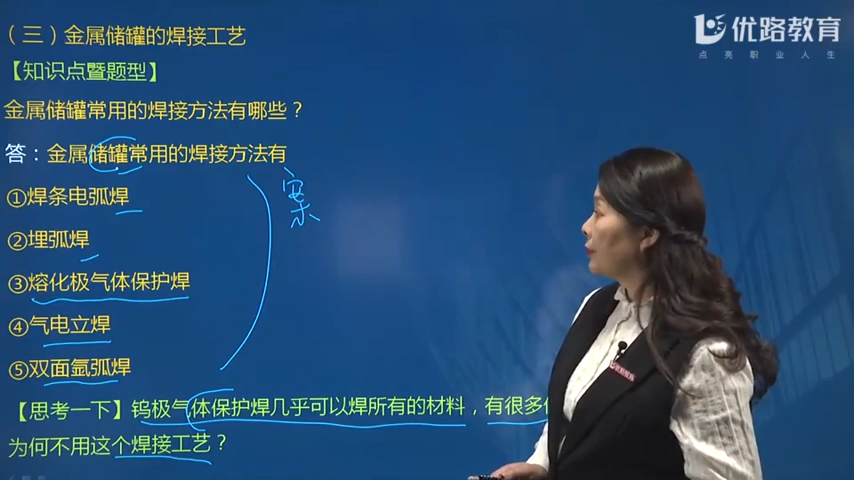 （三）金属储罐的焊接工艺
优路教育
点亮职业人生
【知识点暨题型】
金属储罐常用的焊接方法有哪些？
答：金属储罐常用的焊接方法有
①焊条电弧焊
②埋弧焊
③熔化极气体保护焊
④气电立焊
⑤双面氩弧焊
【思考一下】钨极气体保护焊几乎可以焊所有的材料，有很多
为何不用这个焊接工艺？